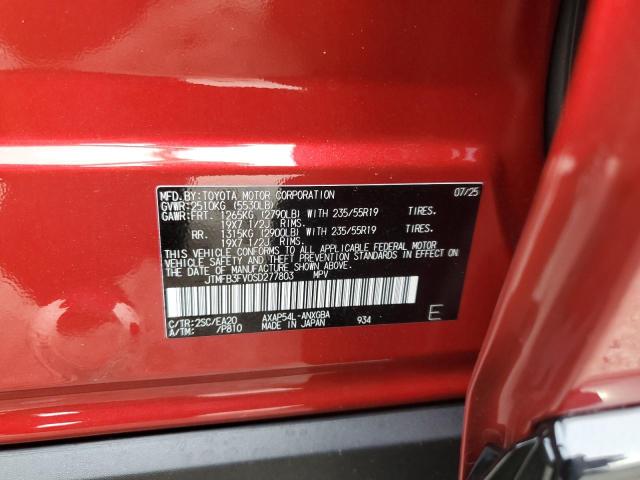 MFD.BY:TOYOTA MOTOR CORPORATION 07/25
GVWR:2510KG (5530LB)
GAWR:FRT. 1265KG (2790LB) WITH 235/55R19 TIRES.
19X7 1/2J RIMS.
RR. 1315KG (2900LB) WITH 235/55R19 TIRES.
19X7 1/2J RIMS.
THIS VEHICLE CONFORMS TO ALL APPLICABLE FEDERAL MOTOR
VEHICLE SAFETY AND THEFT PREVENTION STANDARDS IN EFFECT ON
THE DATE OF MANUFACTURE SHOWN ABOVE.
JTMFB3FV0SD277803 MPV
C/TR:2SC/EA20 AXAP54L-ANXGBA
A/TM: /P810 MADE IN JAPAN 934 E